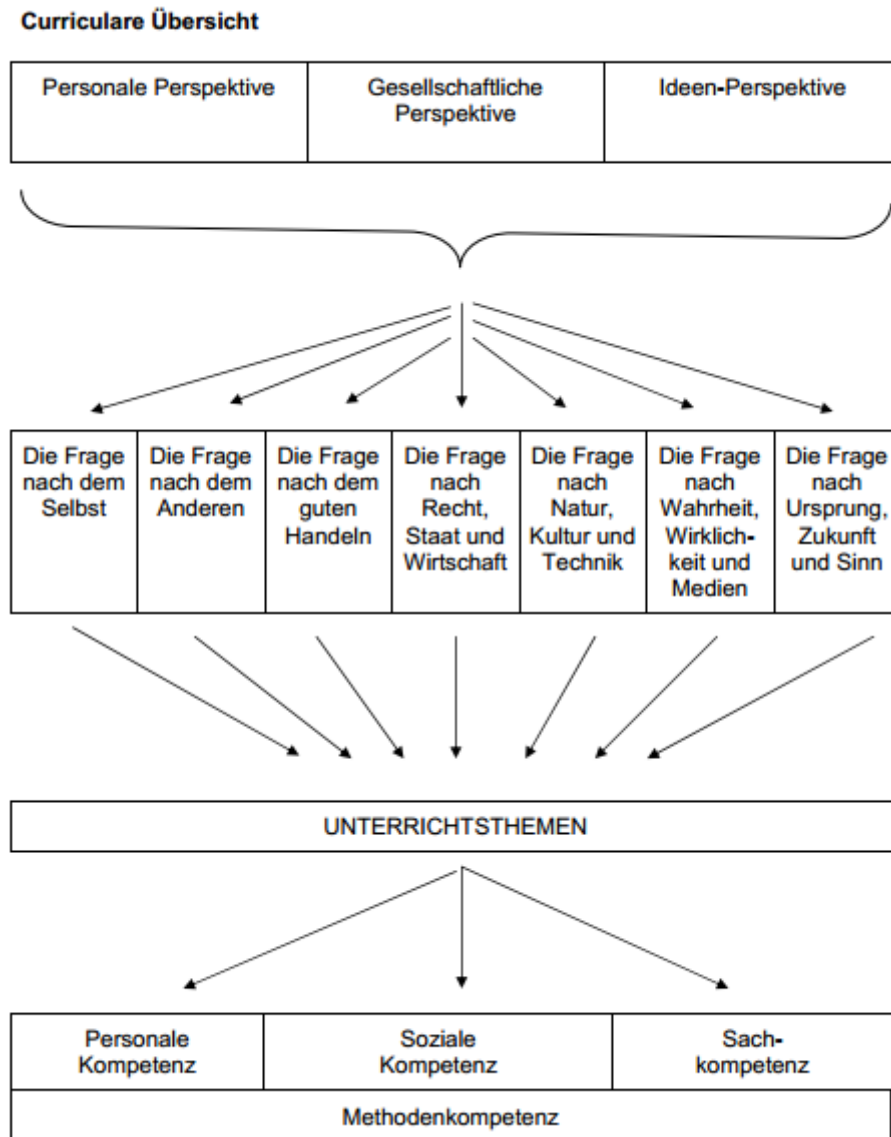 Curriculare Übersicht
Personale Perspektive
Gesellschaftliche
Perspektive
Ideen-Perspektive
Die Frage
nach dem
Selbst
Die Frage
nach dem
Anderen
Die Frage
nach dem
guten
Handeln
Die Frage
nach
Recht,
Staat und
Wirtschaft
Die Frage
nach
Natur,
Kultur und
Technik
Die Frage
nach
Wahrheit,
Wirklich-
keit und
Medien
Die Frage
nach
Ursprung,
Zukunft
und Sinn
UNTERRICHTSTHEMEN
Personale
Kompetenz
Soziale
Kompetenz
Sach-
kompetenz
Methodenkompetenz